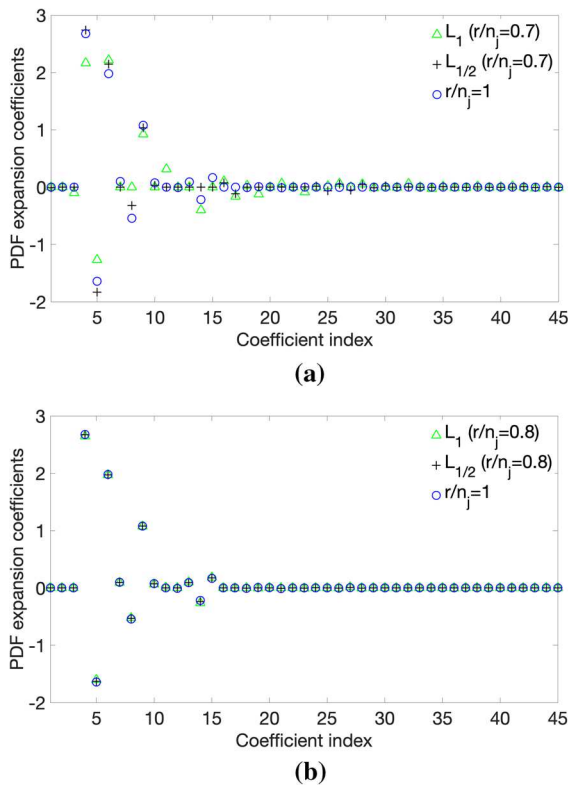 3
2
1
0
-1
-2
PDF expansion coefficients
L1 (r/nj=0.7)
L1/2 (r/nj=0.7)
r/nj=1
5 10 15 20 25 30 35 40 45
Coefficient index
(a)
3
2
1
0
-1
-2
PDF expansion coefficients
L1 (r/nj=0.8)
L1/2 (r/nj=0.8)
r/nj=1
5 10 15 20 25 30 35 40 45
Coefficient index
(b)